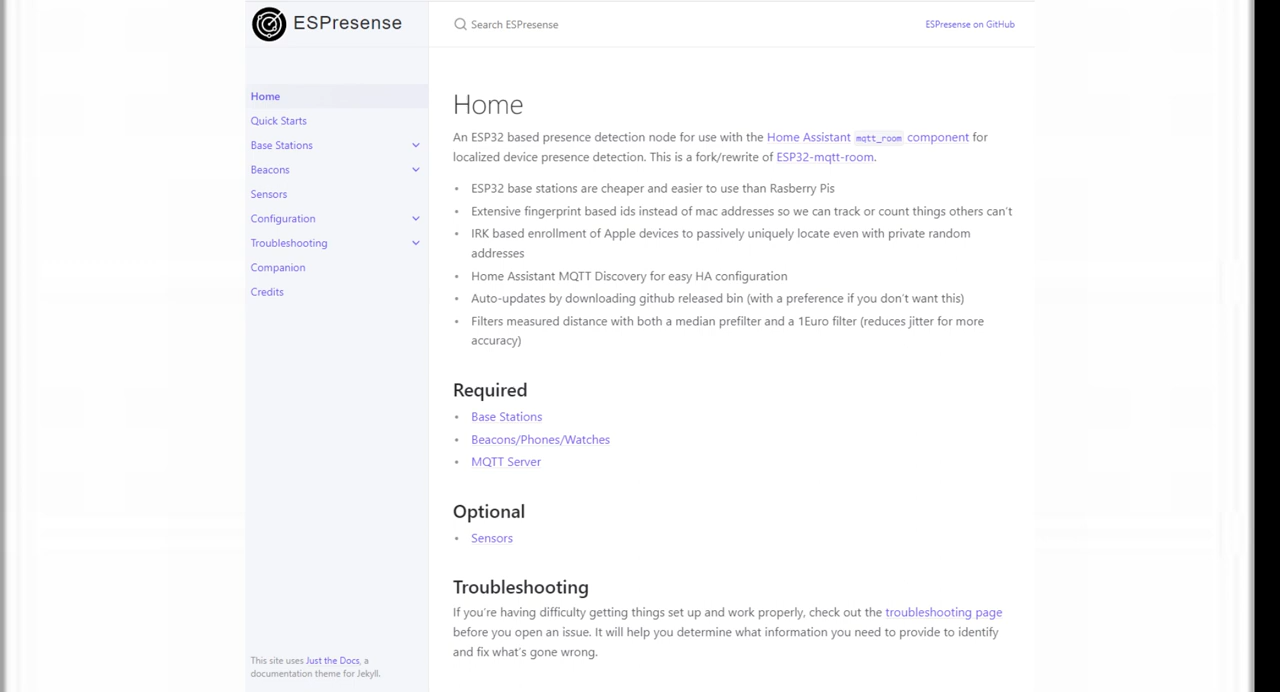 ESPresense
Search ESPresense
ESPresense on GitHub
Home
Quick Starts
Base Stations
Beacons
Sensors
Configuration
Troubleshooting
Companion
Credits
This site uses Just the Docs, a
documentation theme for Jekyll.
Home
An ESP32 based presence detection node for use with the Home Assistant mqtt_room component for
localized device presence detection. This is a fork/rewrite of ESP32-mqtt-room.
• ESP32 base stations are cheaper and easier to use than Rasberry Pis
• Extensive fingerprint based ids instead of mac addresses so we can track or count things others can't
• IRK based enrollment of Apple devices to passively uniquely locate even with private random
addresses
• Home Assistant MQTT Discovery for easy HA configuration
• Auto-updates by downloading github released bin (with a preference if you don't want this)
• Filters measured distance with both a median prefilter and a 1Euro filter (reduces jitter for more
accuracy)
Required
• Base Stations
• Beacons/Phones/Watches
• MQTT Server
Optional
• Sensors
Troubleshooting
If you're having difficulty getting things set up and work properly, check out the troubleshooting page
before you open an issue. It will help you determine what information you need to provide to identify
and fix what's gone wrong.